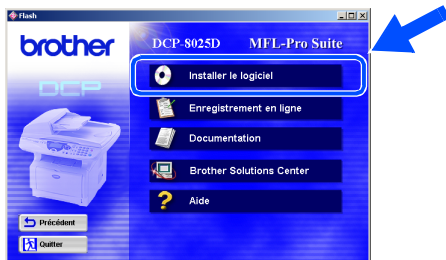 Flash
brother
DCP-8025D MFL-Pro Suite
DCP
Installer le logiciel
Enregistrement en ligne
Documentation
Brother Solutions Center
Aide
Précédent
Quitter